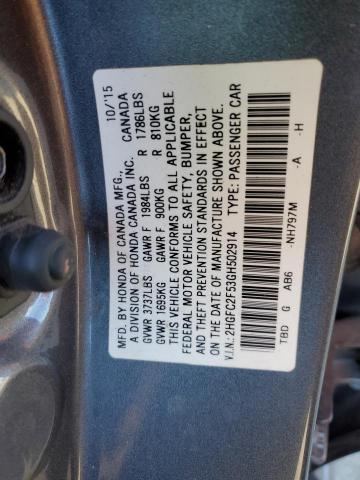 MFD. BY HONDA OF CANADA MFG., 10/'15
A DIVISION OF HONDA CANADA INC. CANADA
GVWR 3737LBS GAWR F 1984LBS R 1786LBS
GVWR 1695KG GAWR F 900KG R 810KG
THIS VEHICLE CONFORMS TO ALL APPLICABLE
FEDERAL MOTOR VEHICLE SAFETY, BUMPER,
AND THEFT PREVENTION STANDARDS IN EFFECT
ON THE DATE OF MANUFACTURE SHOWN ABOVE.
V.I.N.: 2HGFC2F53GH502914 TYPE: PASSENGER CAR
TBD G AB6 -NH797M -A -H